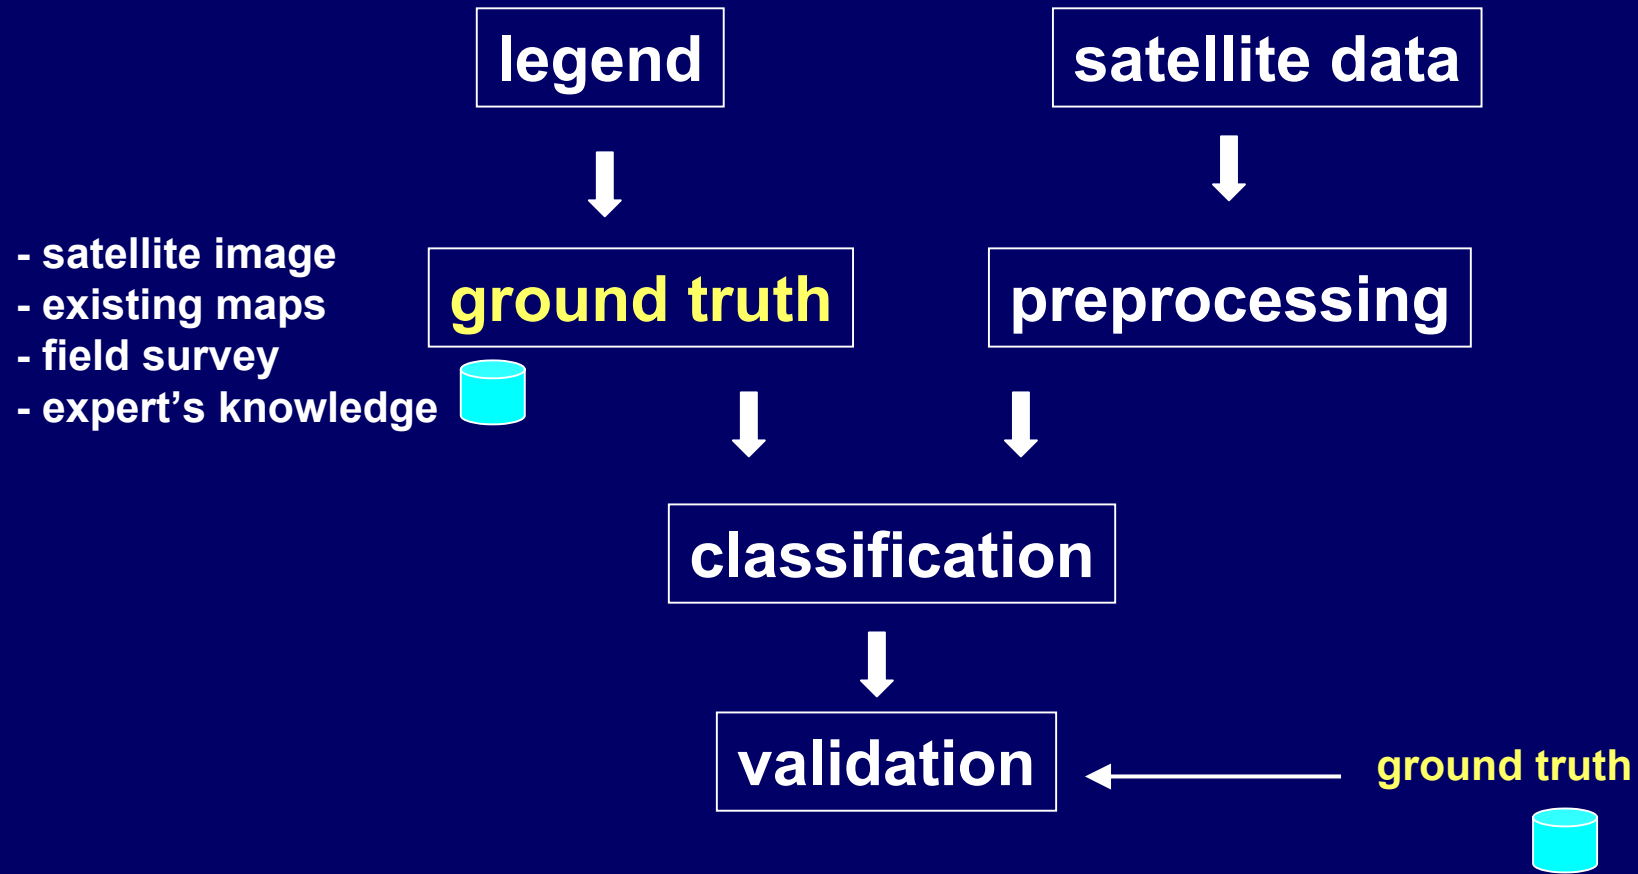 legend
satellite data
- satellite image
- existing maps
- field survey
- expert’s knowledge
ground truth
preprocessing
classification
validation
ground truth